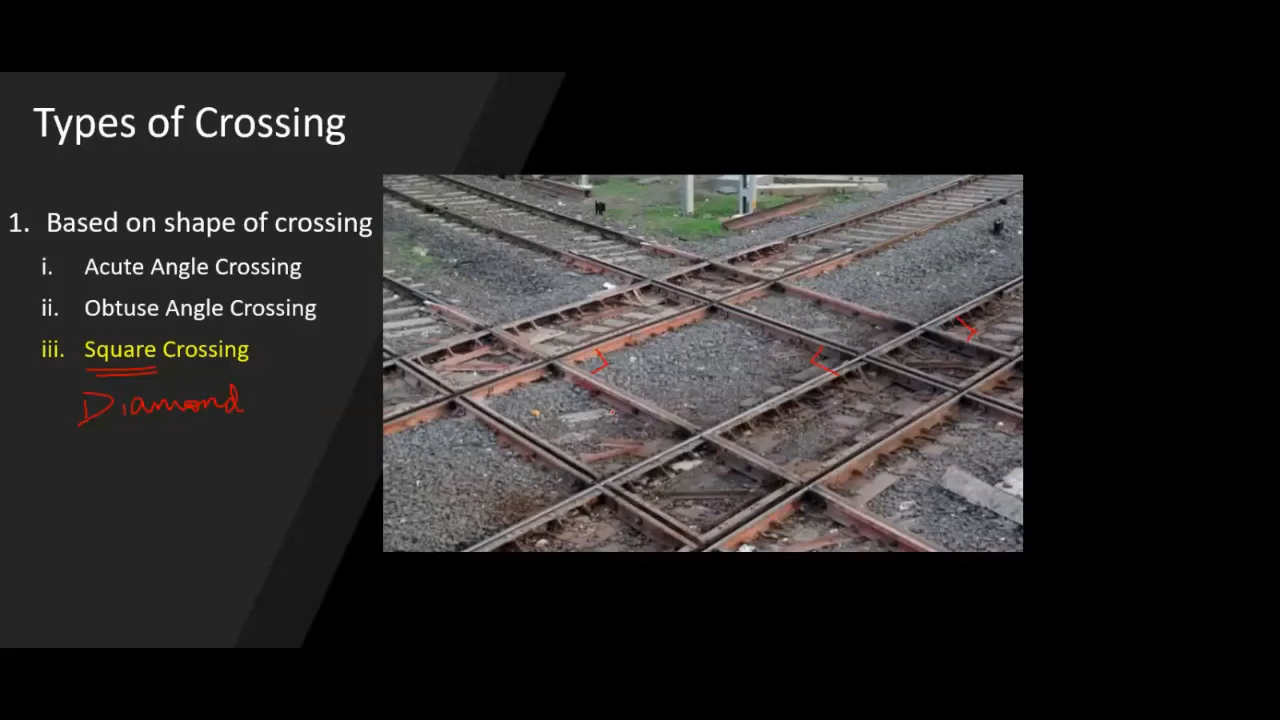 Types of Crossing
1. Based on shape of crossing
i. Acute Angle Crossing
ii. Obtuse Angle Crossing
iii. Square Crossing
Diamond